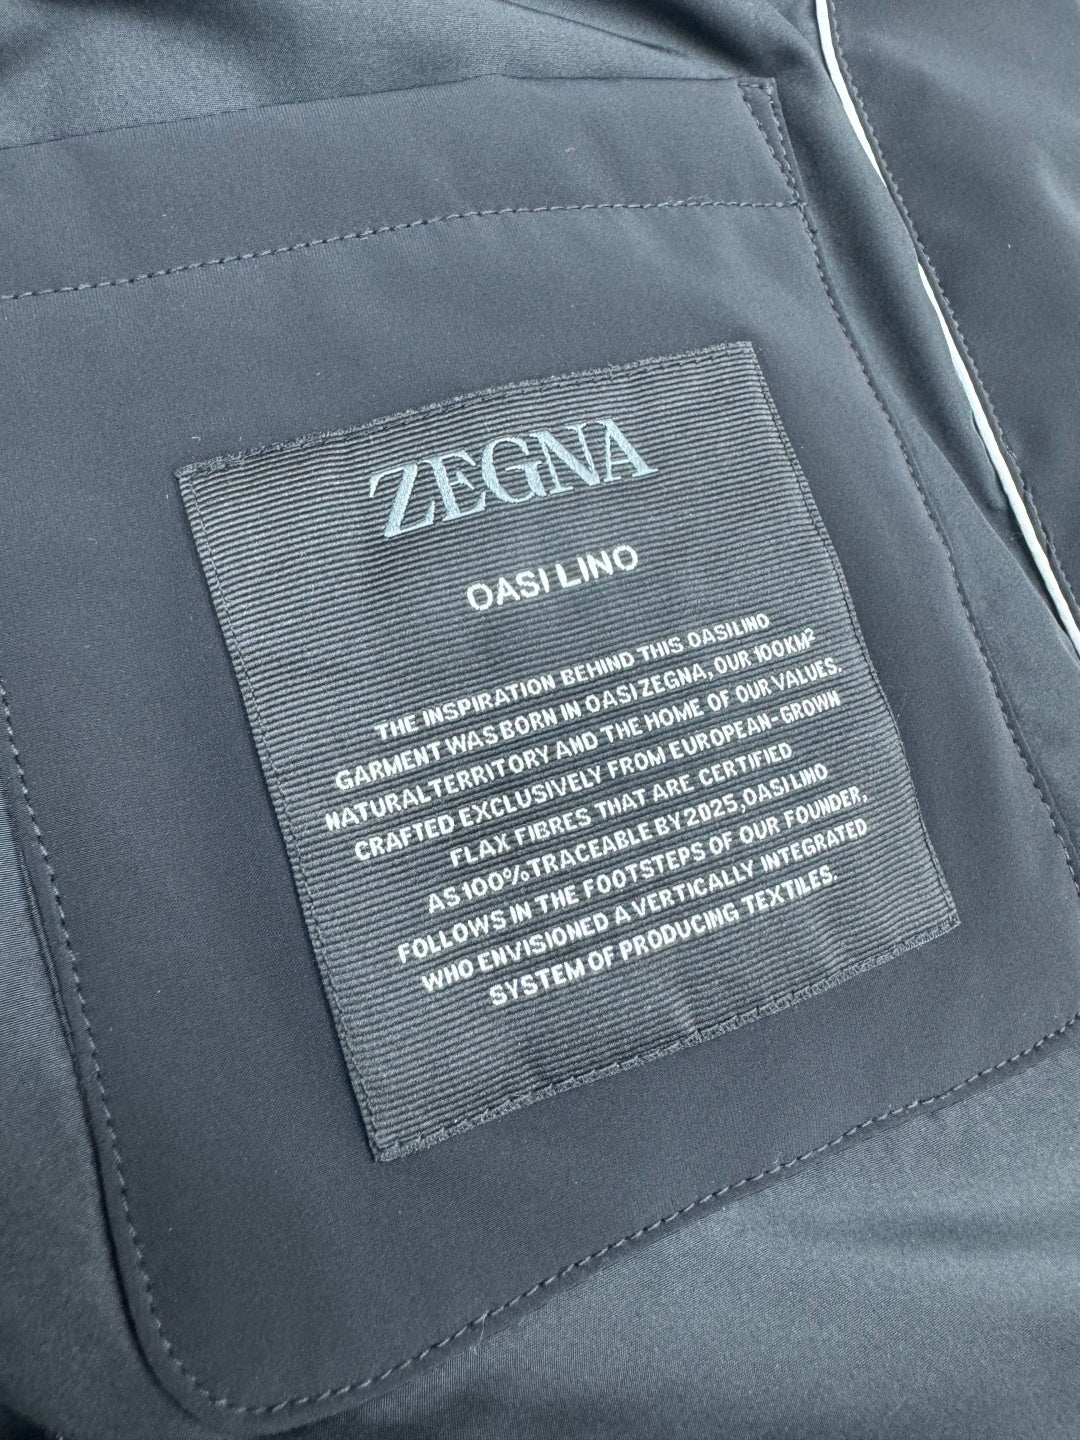 ZEGNA
OASI LINO
THE INSPIRATION BEHIND THIS OASI LINO
GARMENT WAS BORN IN OASI ZEGNA, OUR 100KM²
NATURAL TERRITORY AND THE HOME OF OUR VALUES.
CRAFTED EXCLUSIVELY FROM EUROPEAN-GROWN
FLAX FIBRES THAT ARE CERTIFIED
AS 100% TRACEABLE BY 2025, OASI LINO
FOLLOWS IN THE FOOTSTEPS OF OUR FOUNDER,
WHO ENVISIONED A VERTICALLY INTEGRATED
SYSTEM OF PRODUCING TEXTILES.